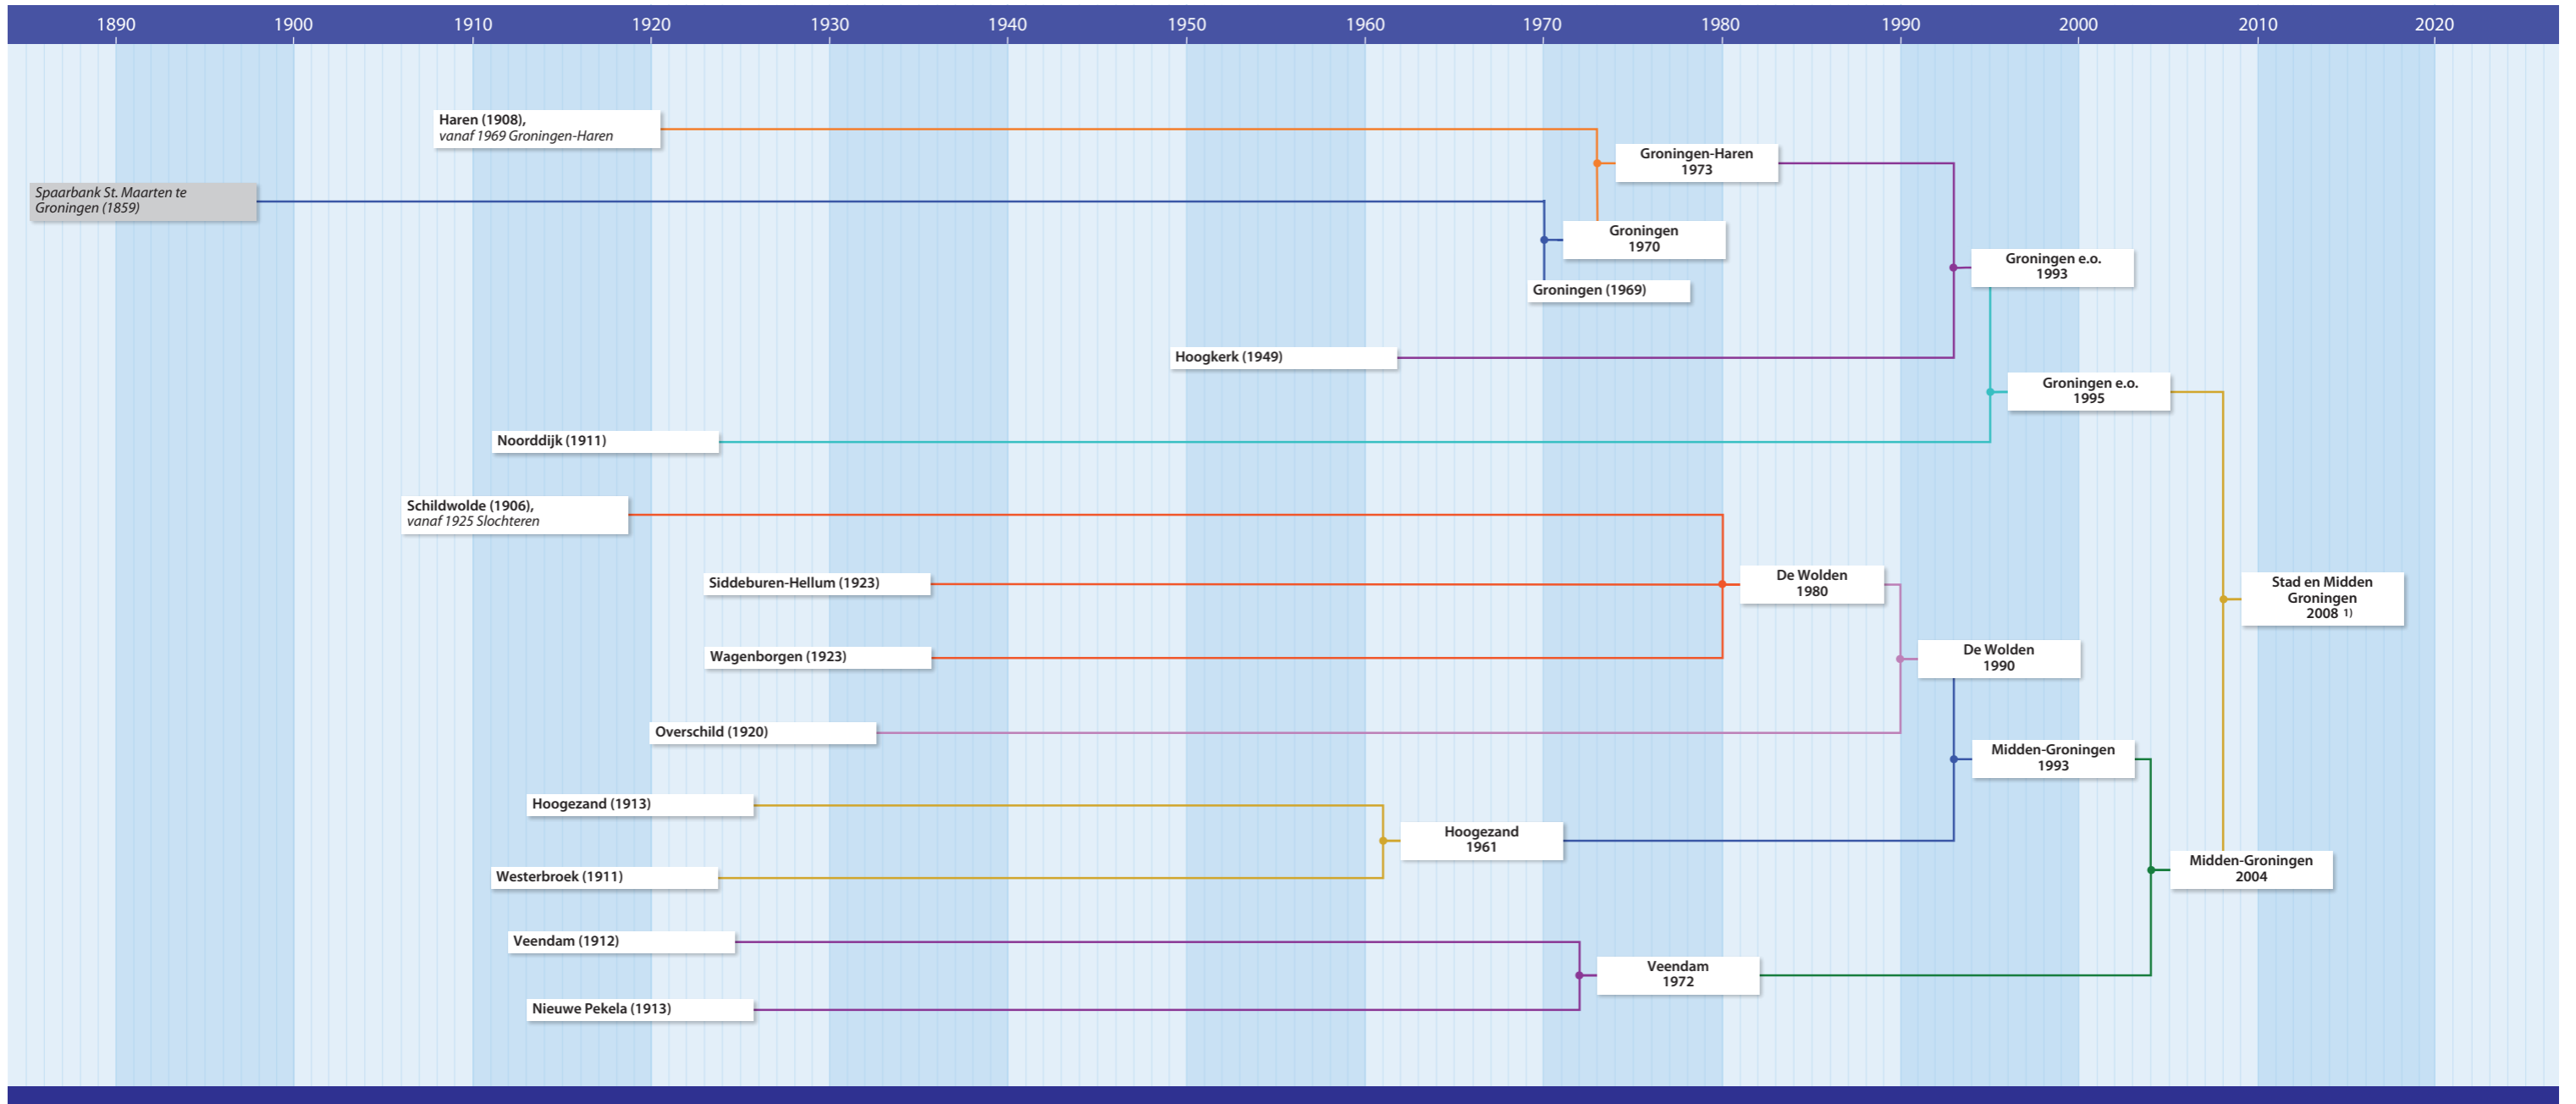 1890 1900 1910 1920 1930 1940 1950 1960 1970 1980 1990 2000 2010 2020
Haren (1908),
vanaf 1969 Groningen-Haren
Groningen-Haren
1973
Spaarbank St. Maarten te
Groningen (1859)
Groningen
1970
Groningen e.o.
1993
Groningen (1969)
Hoogkerk (1949)
Groningen e.o.
1995
Noorddijk (1911)
Schildwolde (1906),
vanaf 1925 Slochteren
Siddeburen-Hellum (1923)
De Wolden
1980
Stad en Midden
Groningen
2008 1)
Wagenborgen (1923)
De Wolden
1990
Overschild (1920)
Midden-Groningen
1993
Hoogezand (1913)
Hoogezand
1961
Westerbroek (1911)
Midden-Groningen
2004
Veendam (1912)
Veendam
1972
Nieuwe Pekela (1913)